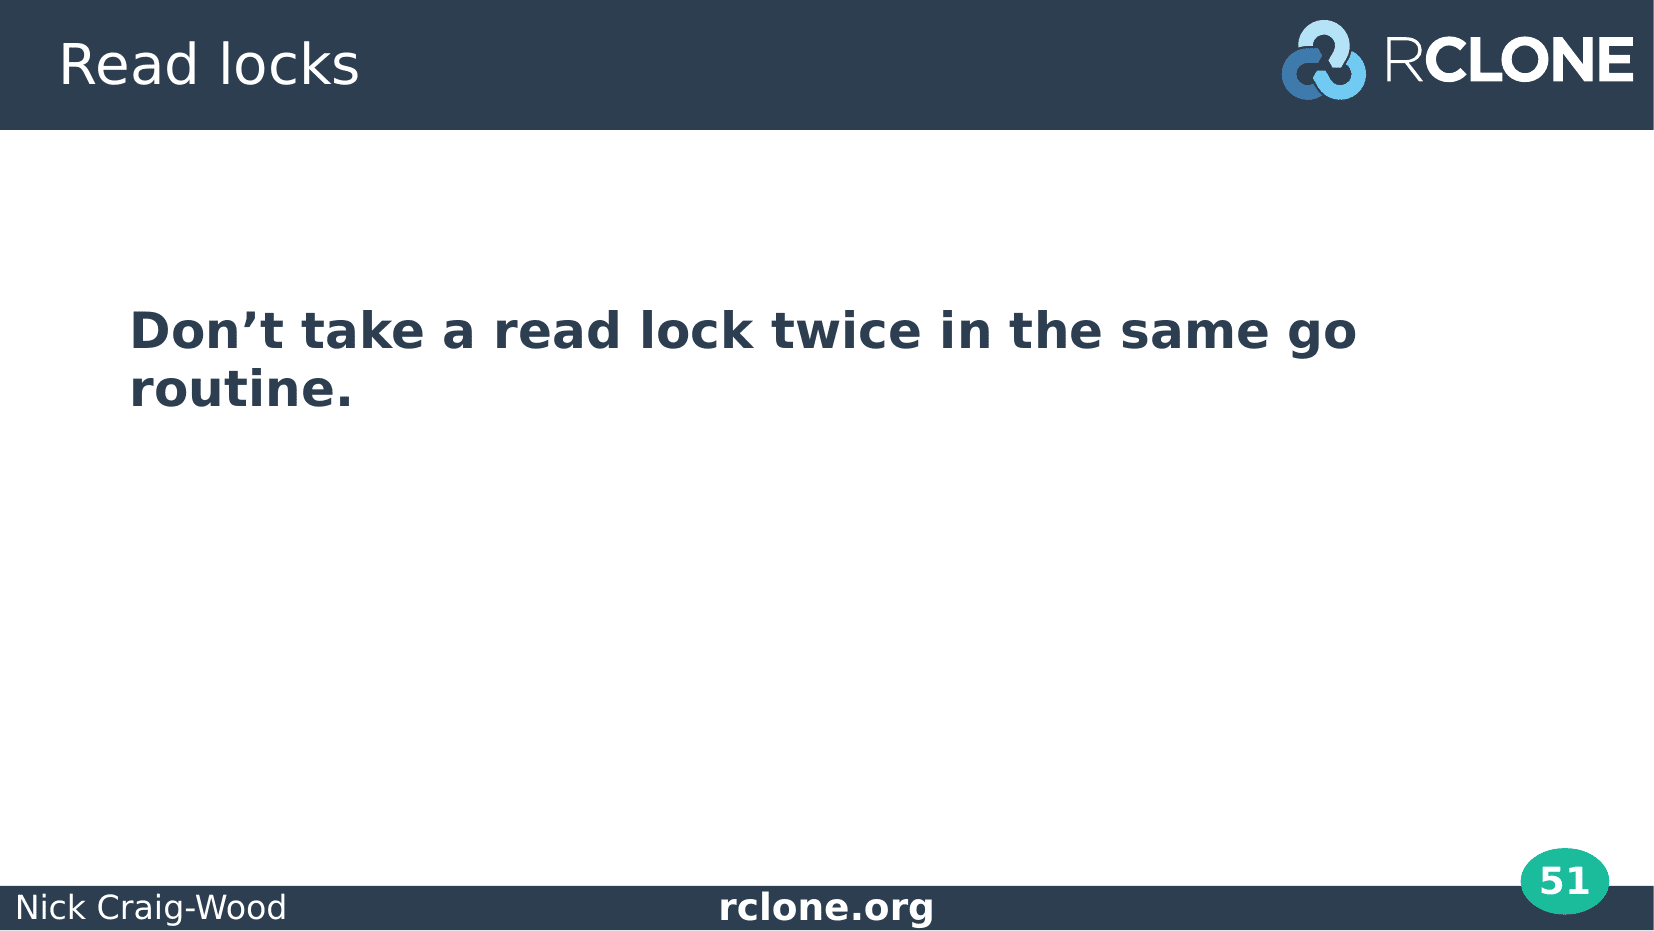 Read locks
RCLONE
Don’t take a read lock twice in the same go
routine.
51
Nick Craig-Wood
rclone.org